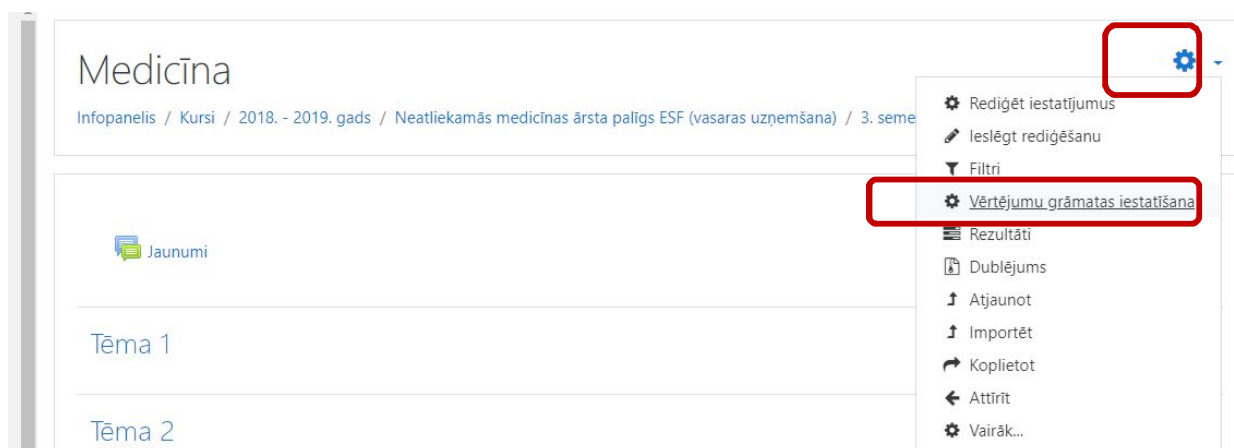 Medicīna
Infopanelis / Kursi / 2018. - 2019. gads / Neatliekamās medicīnas ārsta palīgs ESF (vasaras uzņemšana) / 3. seme
Rediģēt iestatījumus
Ieslēgt rediģēšanu
Filtri
Vērtējumu grāmatas iestatīšana
Rezultāti
Dublējums
Atjaunot
Importēt
Koplietot
Attīrīt
Vairāk...
Jaunumi
Tēma 1
Tēma 2